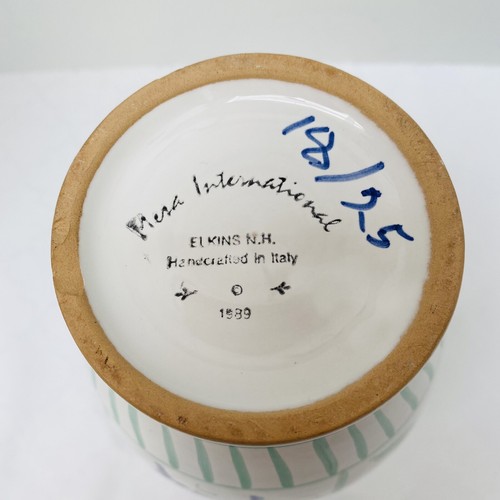 18/25
Mesa International
ELKINS N.H.
Handcrafted in Italy
©
1989